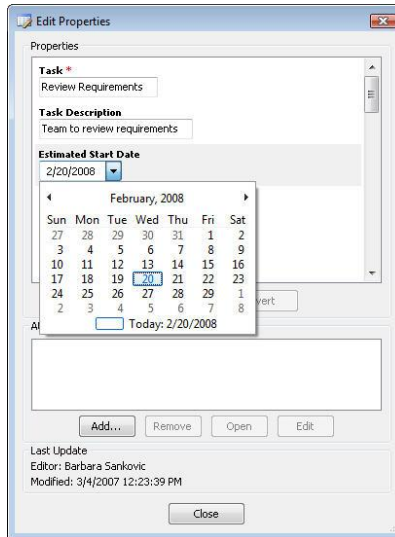 Edit Properties
Properties
Task *
Review Requirements
Task Description
Team to review requirements
Estimated Start Date
2/20/2008
February, 2008
Sun Mon Tue Wed Thu Fri Sat
27 28 29 30 31 1 2
3 4 5 6 7 8 9
10 11 12 13 14 15 16
17 18 19 20 21 22 23
24 25 26 27 28 29 1
2 3 4 5 6 7 8
Today: 2/20/2008
Add... Remove Open Edit
Last Update
Editor: Barbara Sankovic
Modified: 3/4/2007 12:23:39 PM
Close